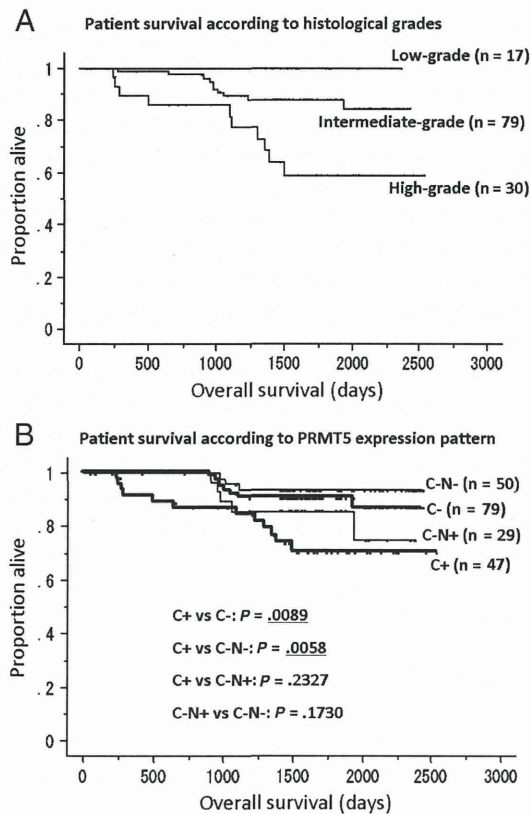 A
Patient survival according to histological grades
Low-grade (n = 17)
Intermediate-grade (n = 79)
High-grade (n = 30)
Proportion alive
1
.8
.6
.4
.2
0
0 500 1000 1500 2000 2500 3000
Overall survival (days)
B
Patient survival according to PRMT5 expression pattern
C-N- (n = 50)
C- (n = 79)
C-N+ (n = 29)
C+ (n = 47)
Proportion alive
1
.8
.6
.4
.2
0
C+ vs C-: P = .0089
C+ vs C-N-: P = .0058
C+ vs C-N+: P = .2327
C-N+ vs C-N-: P = .1730
0 500 1000 1500 2000 2500 3000
Overall survival (days)